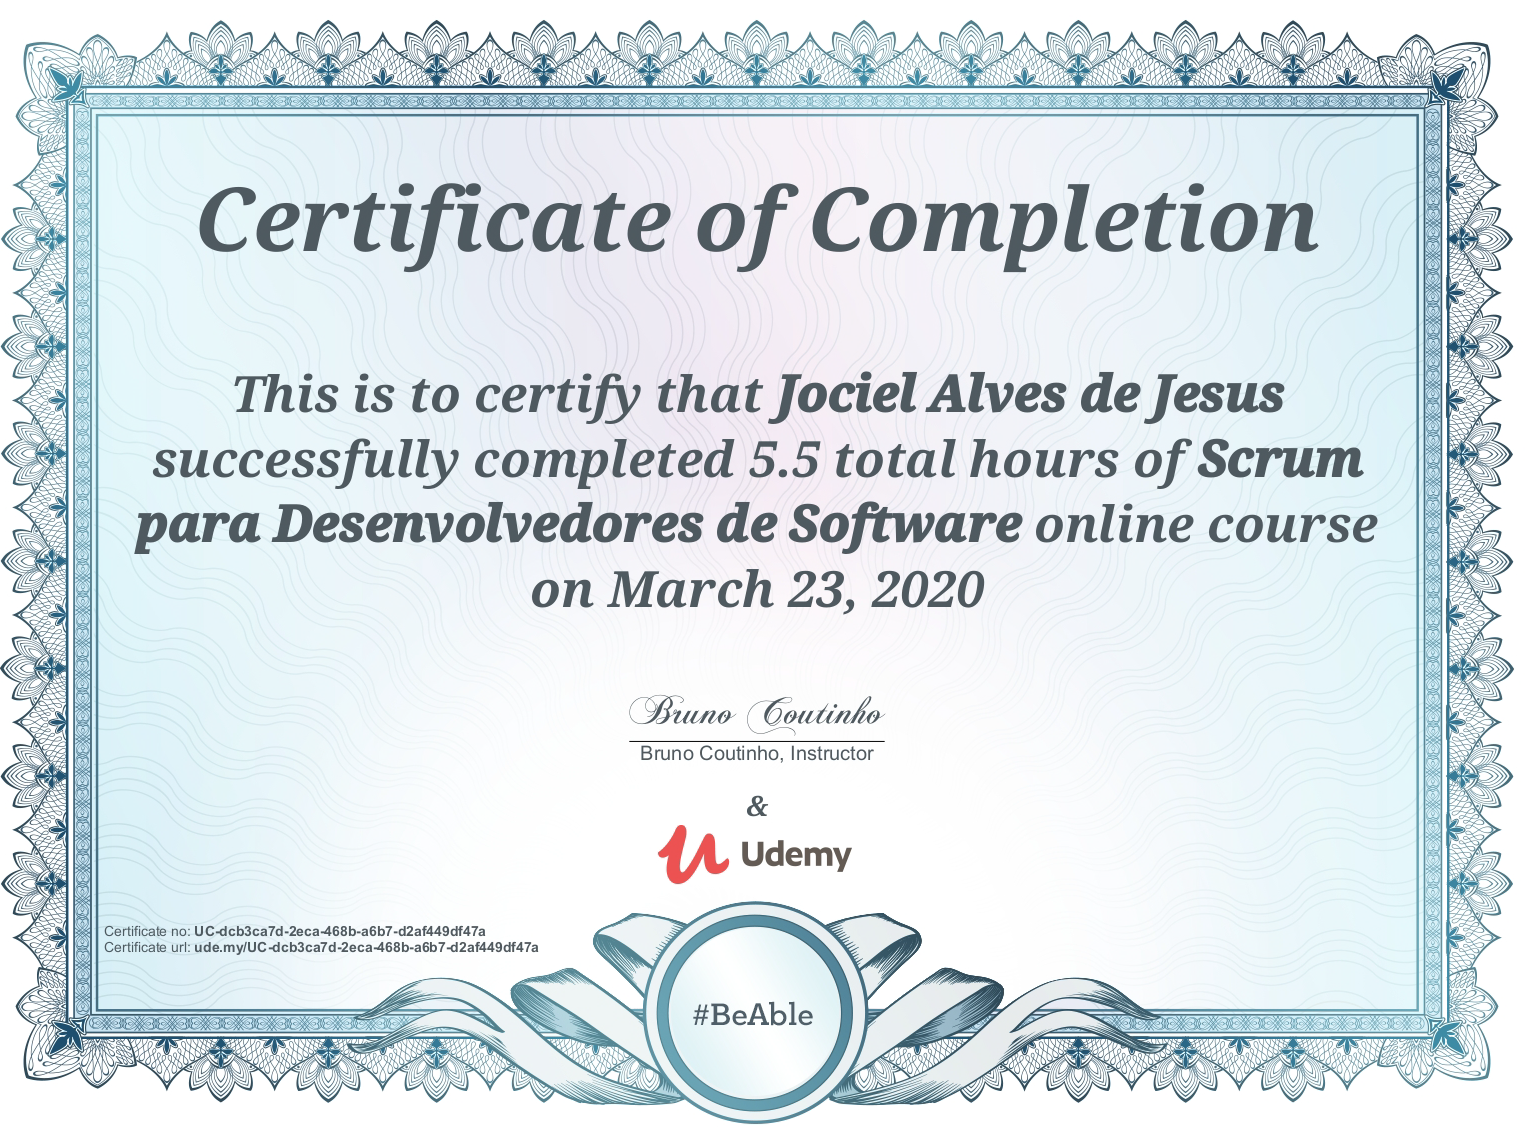 Certificate of Completion
This is to certify that Jociel Alves de Jesus
successfully completed 5.5 total hours of Scrum
para Desenvolvedores de Software online course
on March 23, 2020
Bruno Coutinho
Bruno Coutinho, Instructor
&
Udemy
Certificate no: UC-dcb3ca7d-2eca-468b-a6b7-d2af449df47a
Certificate url: ude.my/UC-dcb3ca7d-2eca-468b-a6b7-d2af449df47a
#BeAble